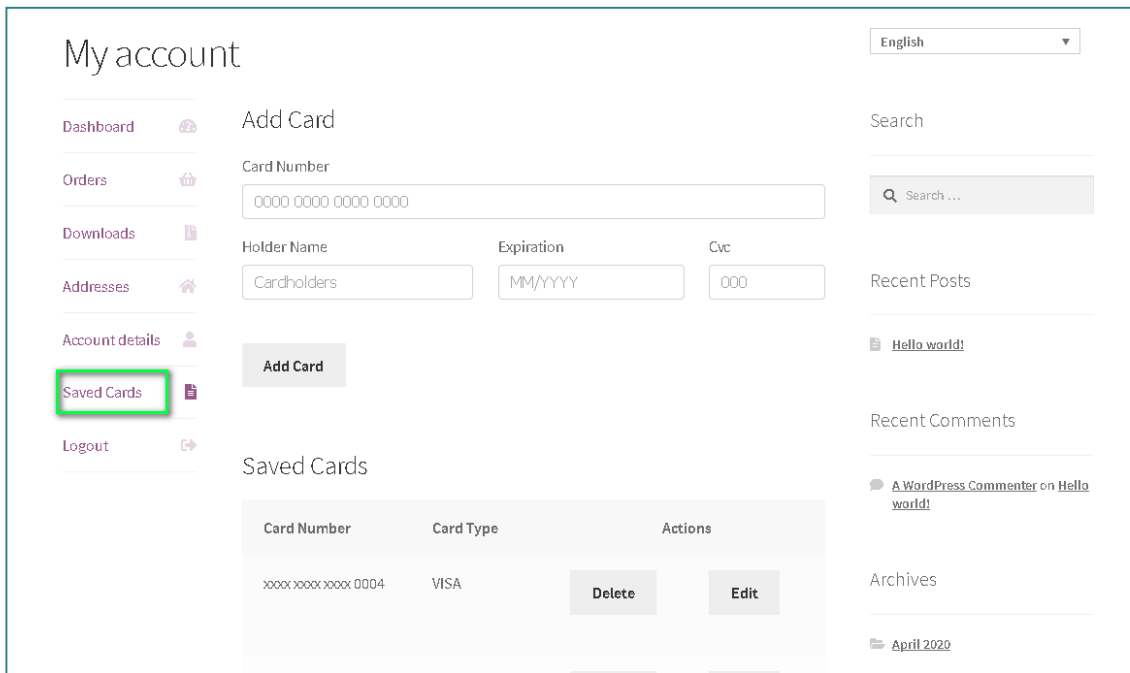 My account
English
Dashboard
Orders
Downloads
Addresses
Account details
Saved Cards
Logout
Add Card
Card Number
0000 0000 0000 0000
Holder Name Expiration Cvc
Cardholders MM/YYYY 000
Add Card
Saved Cards
Card Number Card Type Actions
xxxx xxxx xxxx 0004 VISA Delete Edit
Search
Search ...
Recent Posts
Hello world!
Recent Comments
A WordPress Commenter on Hello
world!
Archives
April 2020